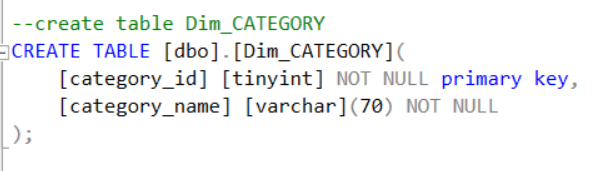 --create table Dim_CATEGORY
CREATE TABLE [dbo].[Dim_CATEGORY](
[category_id] [tinyint] NOT NULL primary key,
[category_name] [varchar](70) NOT NULL
);